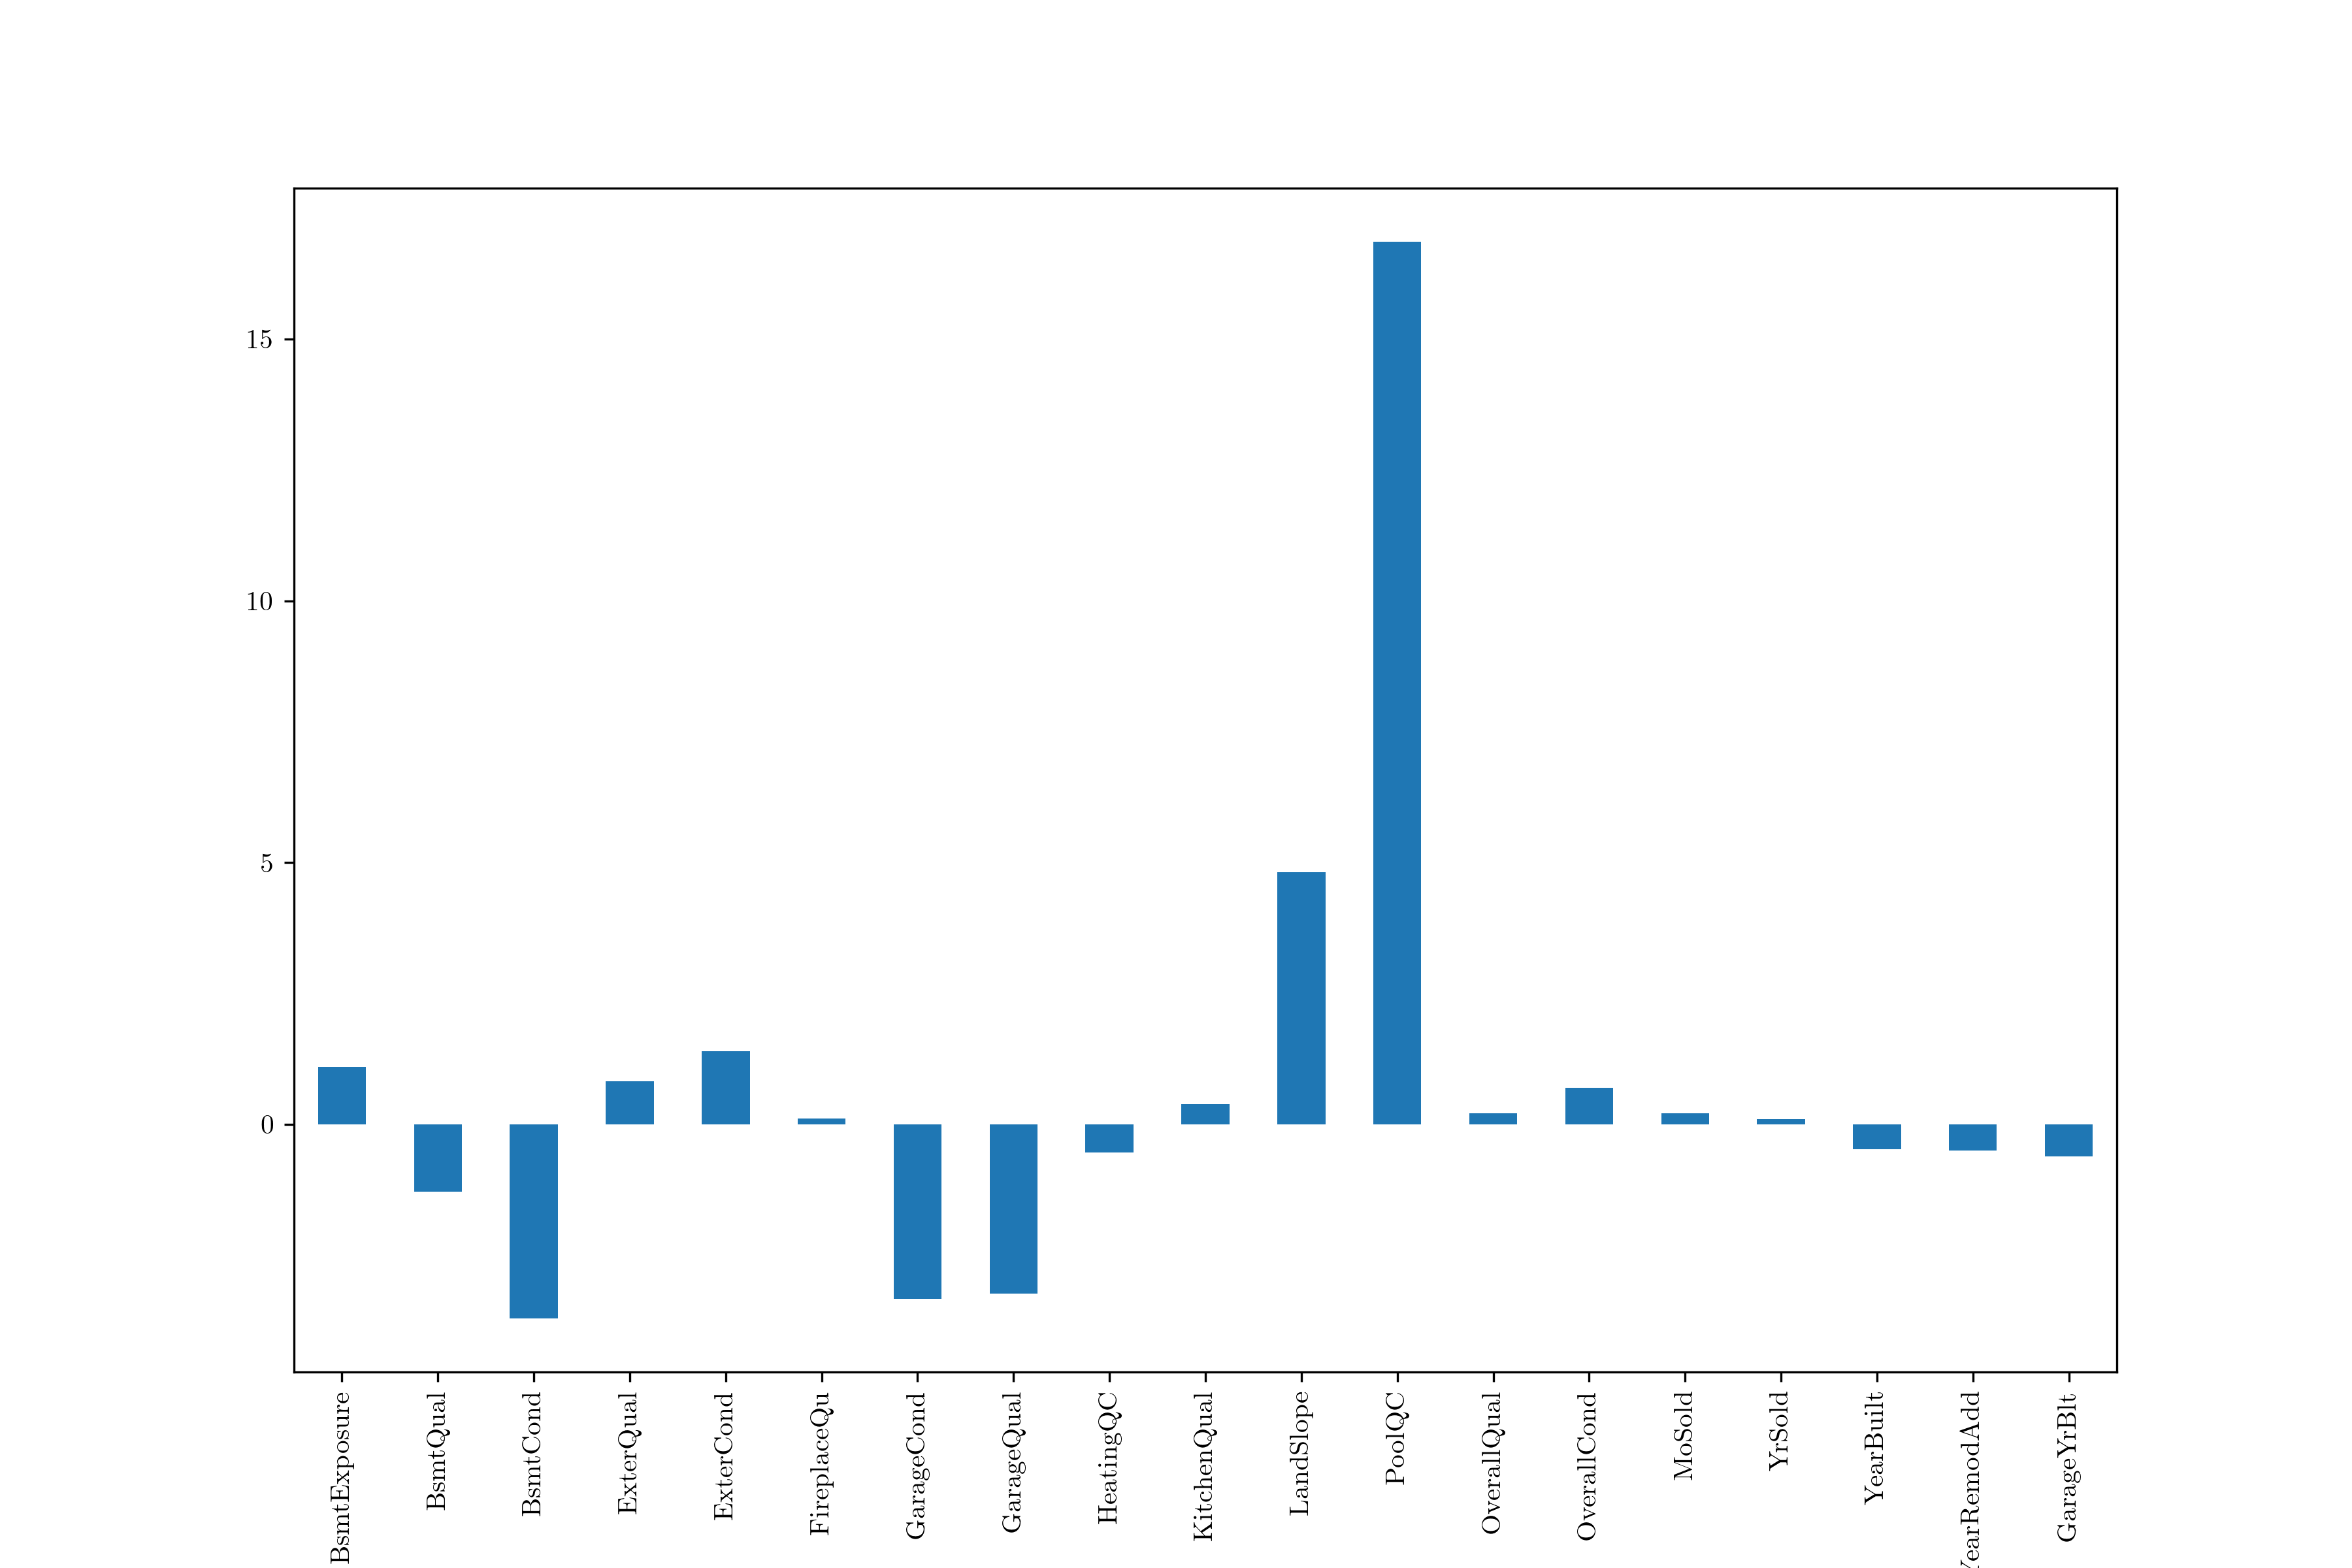 15
10
5
0
BsmtExposure
BsmtQual
BsmtCond
ExterQual
ExterCond
FireplaceQu
GarageCond
GarageQual
HeatingQC
KitchenQual
LandSlope
PoolQC
OverallQual
OverallCond
MoSold
YrSold
YearBuilt
YearRemodAdd
GarageYrBlt